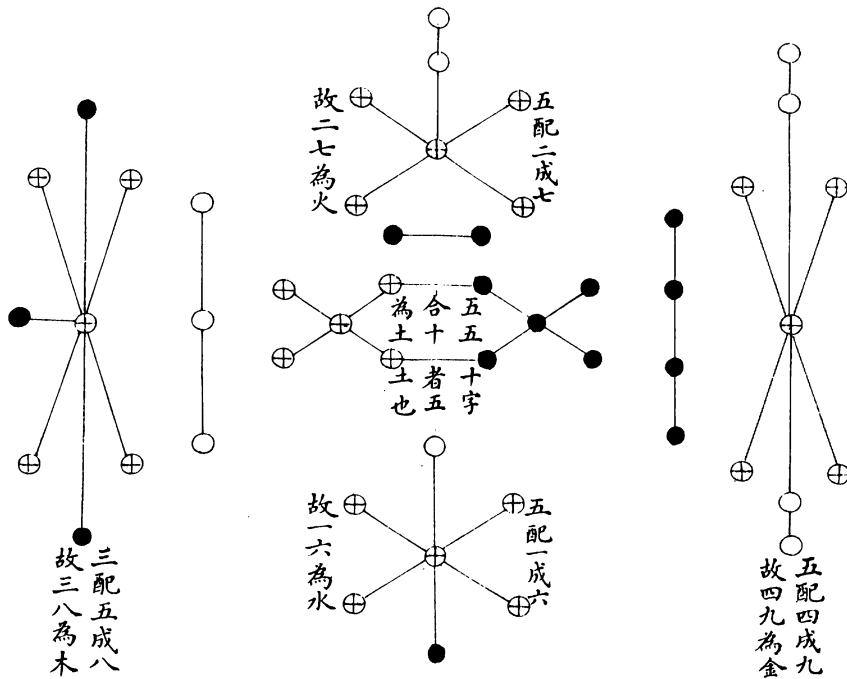 五配二成七
故二七為火
五五
合十
為土
十字
者五
土也
五配一成六
故一六為水
五配四成九
故四九為金
三配五成八
故三八為木